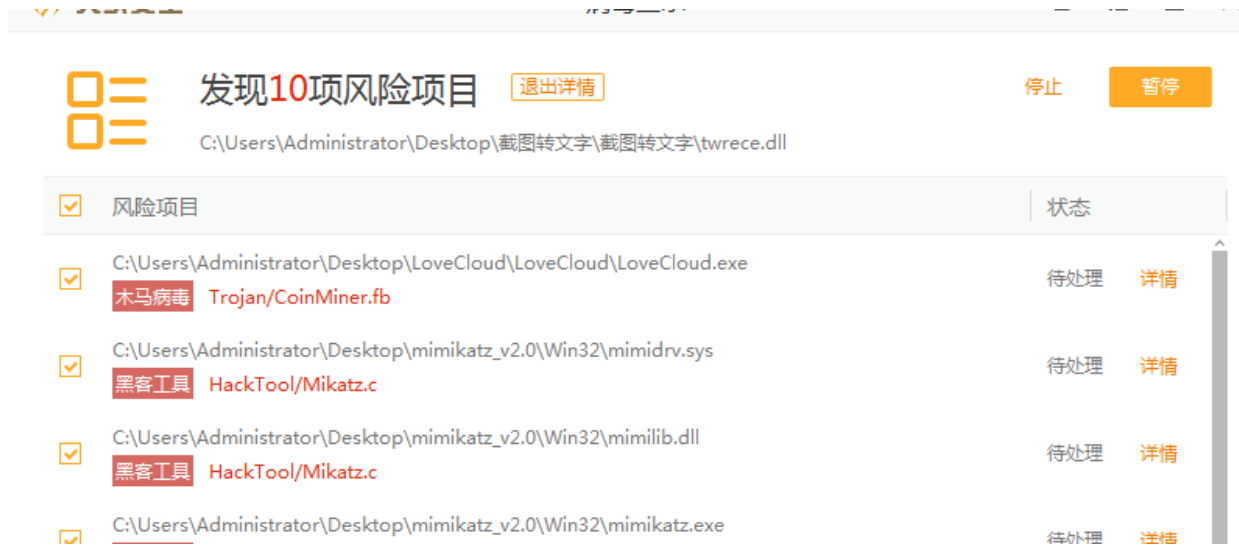 发现10项风险项目 退出详情 停止 暂停
C:\Users\Administrator\Desktop\截图转文字\截图转文字\twrece.dll
风险项目 状态
C:\Users\Administrator\Desktop\LoveCloud\LoveCloud\LoveCloud.exe
木马病毒 Trojan/CoinMiner.fb 待处理 详情
C:\Users\Administrator\Desktop\mimikatz_v2.0\Win32\mimidrv.sys
黑客工具 HackTool/Mikatz.c 待处理 详情
C:\Users\Administrator\Desktop\mimikatz_v2.0\Win32\mimilib.dll
黑客工具 HackTool/Mikatz.c 待处理 详情
C:\Users\Administrator\Desktop\mimikatz_v2.0\Win32\mimikatz.exe
待处理 详情